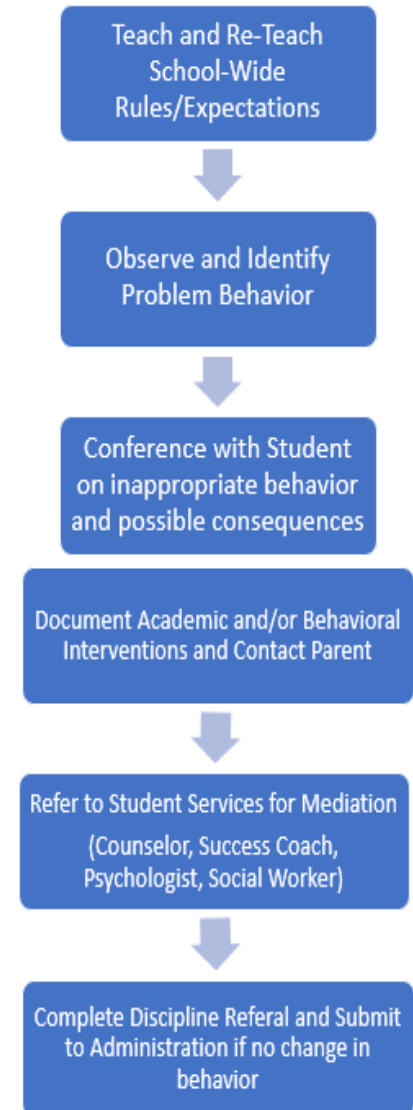 Teach and Re-Teach
School-Wide
Rules/Expectations
Observe and Identify
Problem Behavior
Conference with Student
on inappropriate behavior
and possible consequences
Document Academic and/or Behavioral
Interventions and Contact Parent
Refer to Student Services for Mediation
(Counselor, Success Coach,
Psychologist, Social Worker)
Complete Discipline Referal and Submit
to Administration if no change in
behavior